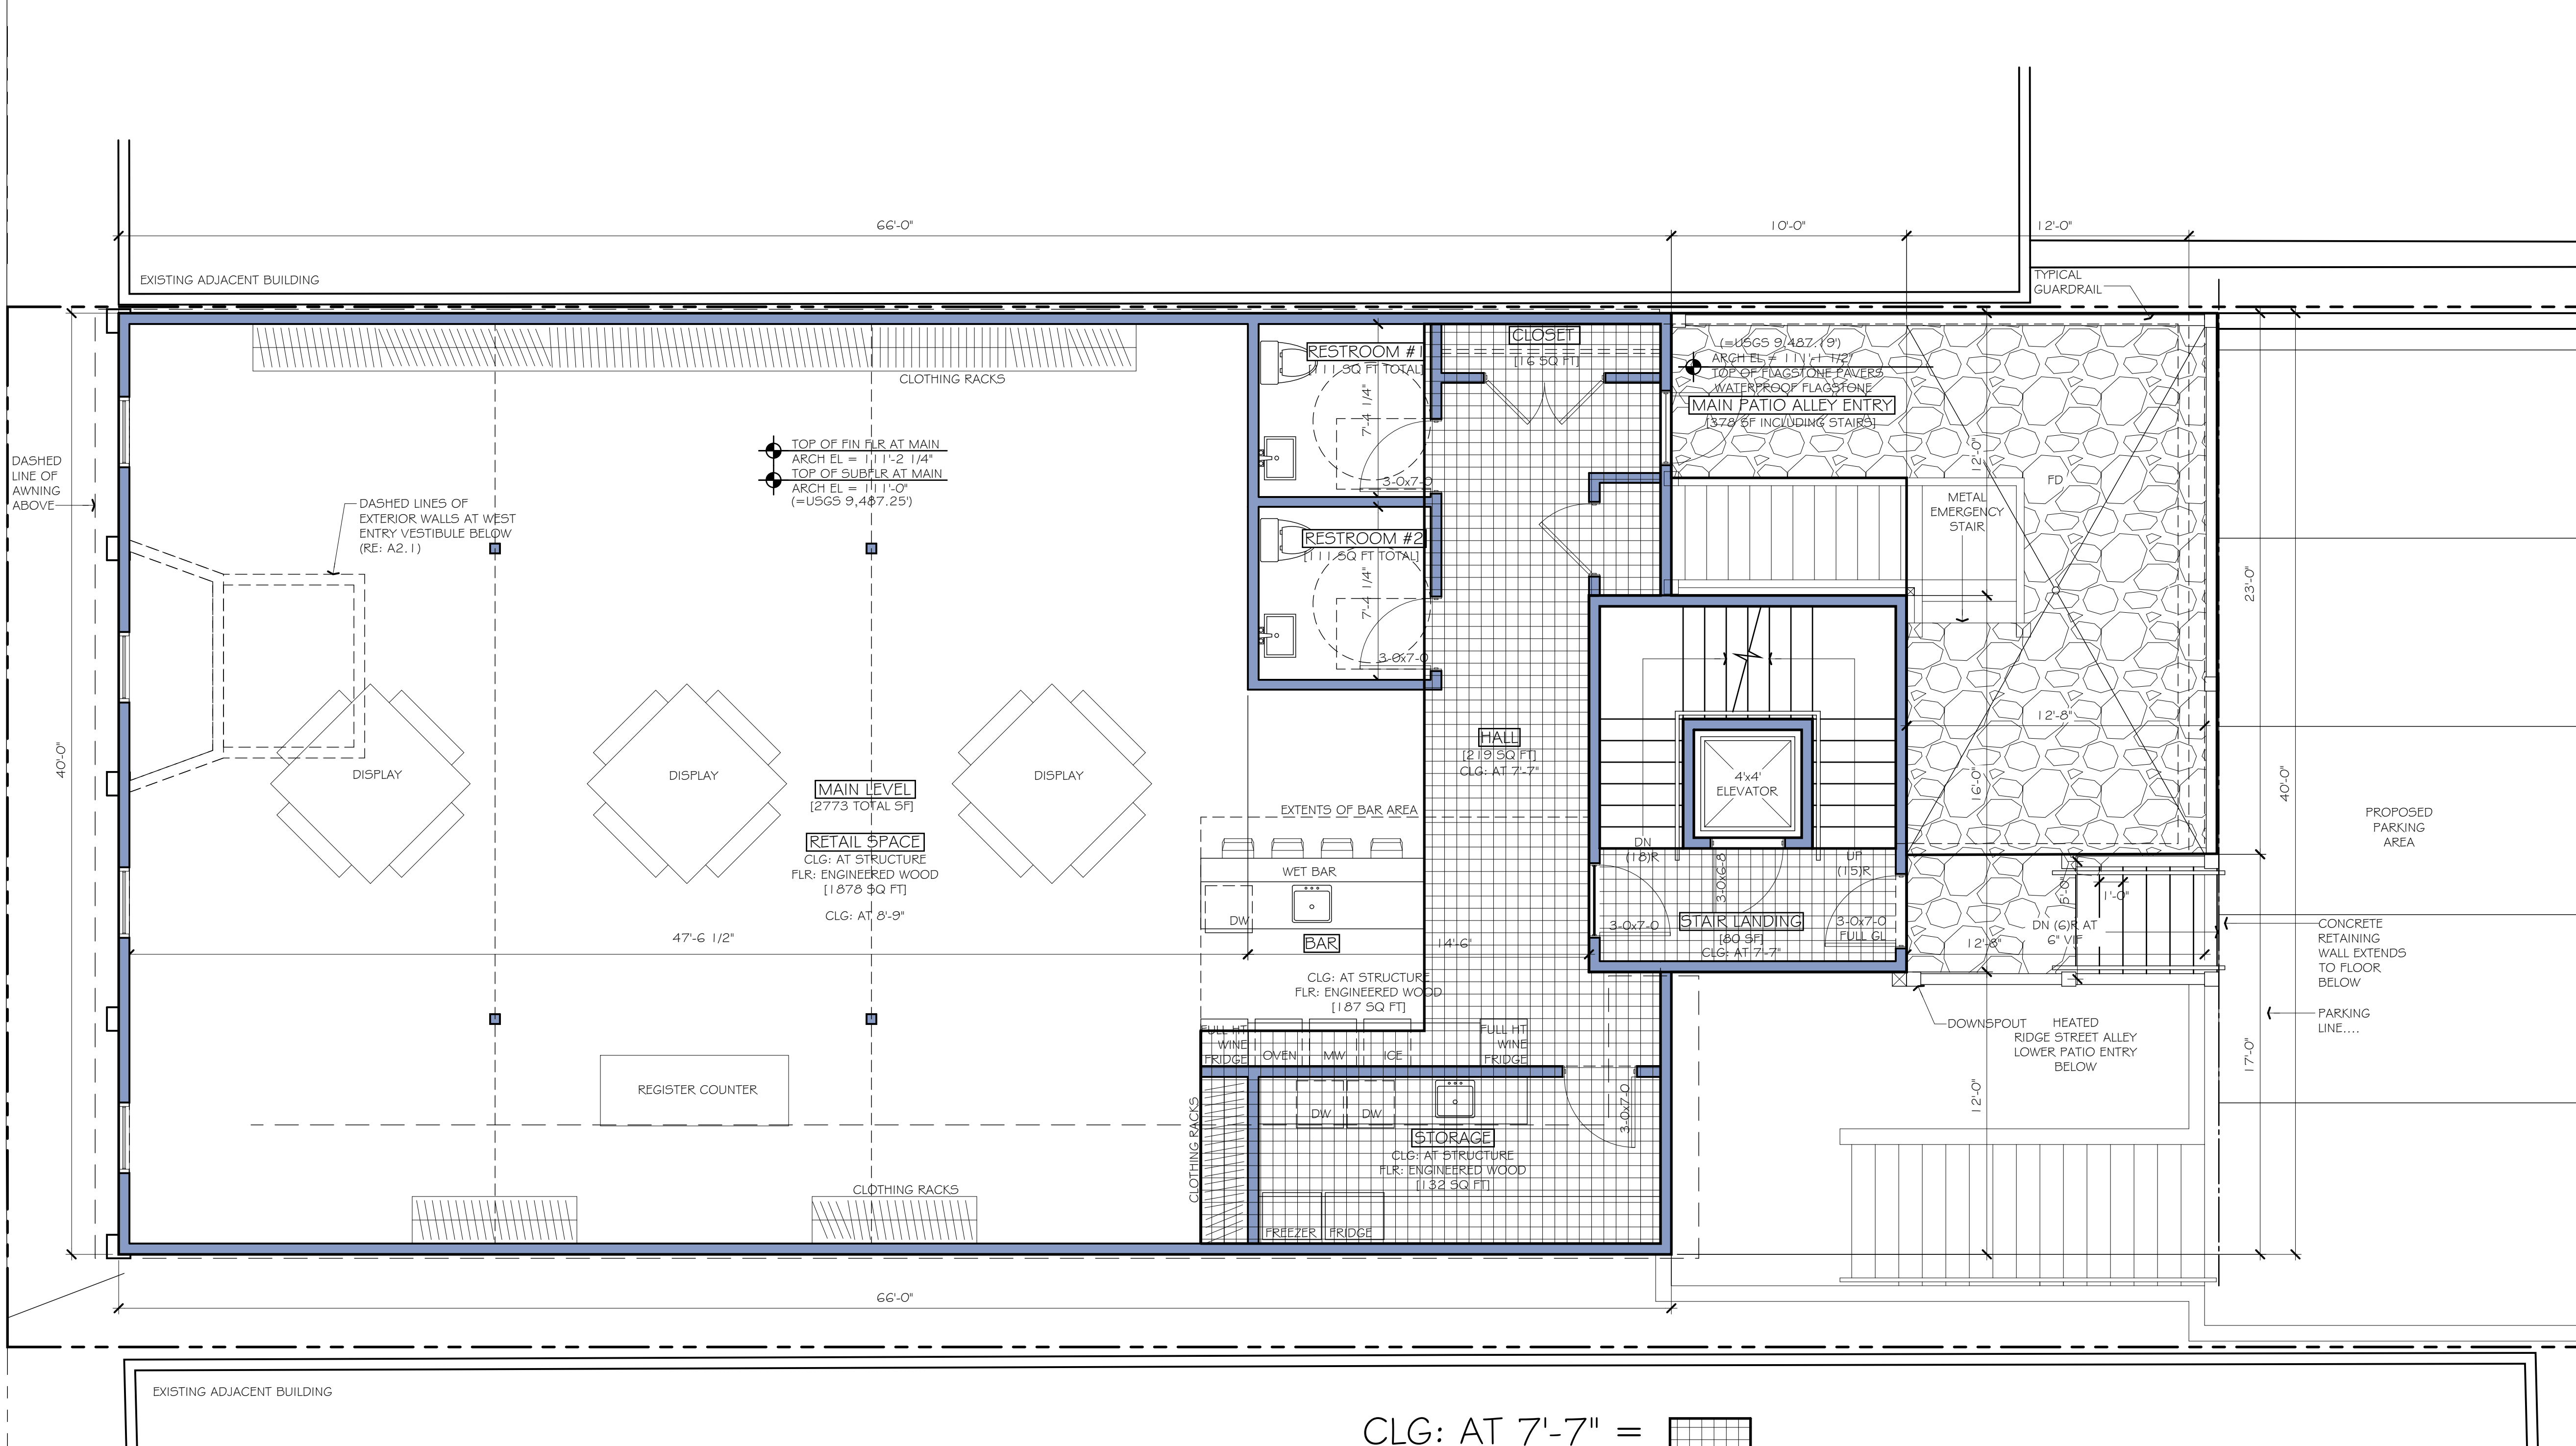 66'-0"
10'-0"
12'-0"
EXISTING ADJACENT BUILDING
TYPICAL
GUARDRAIL
CLOTHING RACKS
RESTROOM #1
[111 SQ FT TOTAL]
7'-4 1/4"
3-0x7-0
CLOSET
[16 SQ FT]
(=USGS 9,487.19')
ARCH EL = 111'-1 1/2"
TOP OF FLAGSTONE PAVERS
WATERPROOF FLAGSTONE
MAIN PATIO ALLEY ENTRY
[378 SF INCLUDING STAIRS]
12'-0"
FD
METAL
EMERGENCY
STAIR
DASHED
LINE OF
AWNING
ABOVE
TOP OF FIN FLR AT MAIN
ARCH EL = 111'-2 1/4"
TOP OF SUBFLR AT MAIN
ARCH EL = 111'-0"
(=USGS 9,487.25')
DASHED LINES OF
EXTERIOR WALLS AT WEST
ENTRY VESTIBULE BELOW
(RE: A2.1)
RESTROOM #2
[111 SQ FT TOTAL]
7'-4 1/4"
3-0x7-0
23'-0"
40'-0"
DISPLAY
DISPLAY
DISPLAY
MAIN LEVEL
[2773 TOTAL SF]
RETAIL SPACE
CLG: AT STRUCTURE
FLR: ENGINEERED WOOD
[1878 SQ FT]
CLG: AT 8'-9"
47'-6 1/2"
HALL
[219 SQ FT]
CLG: AT 7'-7"
4'x4'
ELEVATOR
12'-8"
16'-0"
40'-0"
PROPOSED
PARKING
AREA
EXTENTS OF BAR AREA
WET BAR
DW
BAR
14'-6"
CLG: AT STRUCTURE
FLR: ENGINEERED WOOD
[187 SQ FT]
DN
(18)R
UP
(15)R
3-0x6-8
3-0x7-0
STAIR LANDING
[80 SF]
CLG: AT 7'-7"
3-0x7-0
FULL GL
5'-0"
1'-0"
DN (6)R AT
6" VIF
12'-8"
CONCRETE
RETAINING
WALL EXTENDS
TO FLOOR
BELOW
PARKING
LINE....
DOWNSPOUT
HEATED
RIDGE STREET ALLEY
LOWER PATIO ENTRY
BELOW
17'-0"
12'-0"
FULL HT
WINE
FRIDGE
OVEN
MW
ICE
FULL HT
WINE
FRIDGE
REGISTER COUNTER
CLOTHING RACKS
CLOTHING RACKS
DW
DW
STORAGE
CLG: AT STRUCTURE
FLR: ENGINEERED WOOD
[132 SQ FT]
3-0x7-0
FREEZER
FRIDGE
66'-0"
EXISTING ADJACENT BUILDING
CLG: AT 7'-7" =